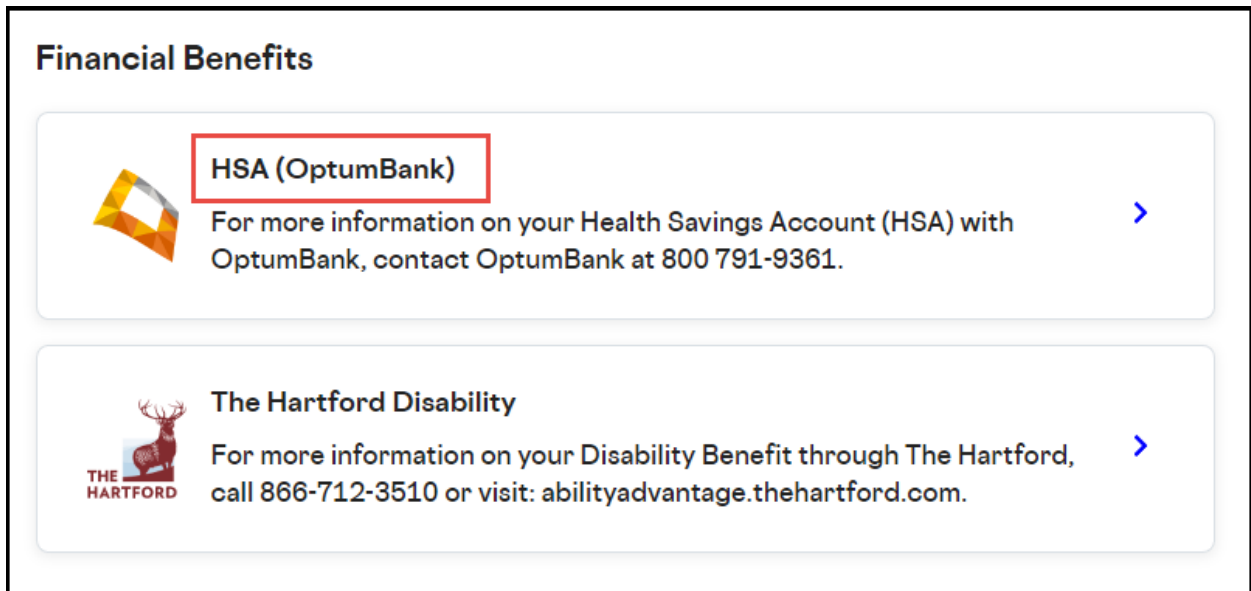 Financial Benefits
HSA (OptumBank)
For more information on your Health Savings Account (HSA) with
OptumBank, contact OptumBank at 800 791-9361.
The Hartford Disability
For more information on your Disability Benefit through The Hartford,
call 866-712-3510 or visit: abilityadvantage.thehartford.com.
THE
HARTFORD